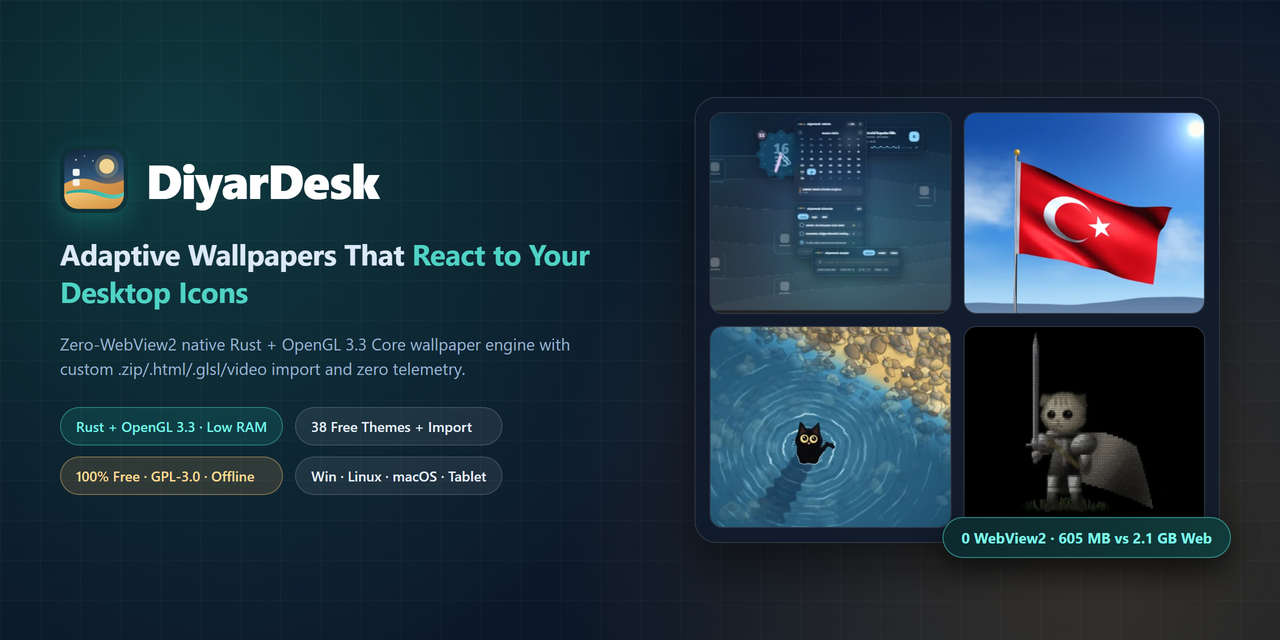 DiyarDesk
Adaptive Wallpapers That React to Your
Desktop Icons
Zero-WebView2 native Rust + OpenGL 3.3 Core wallpaper engine with
custom .zip/.html/.glsl/video import and zero telemetry.
Rust + OpenGL 3.3 · Low RAM
38 Free Themes + Import
100% Free · GPL-3.0 · Offline
Win · Linux · macOS · Tablet
16
0 WebView2 · 605 MB vs 2.1 GB Web